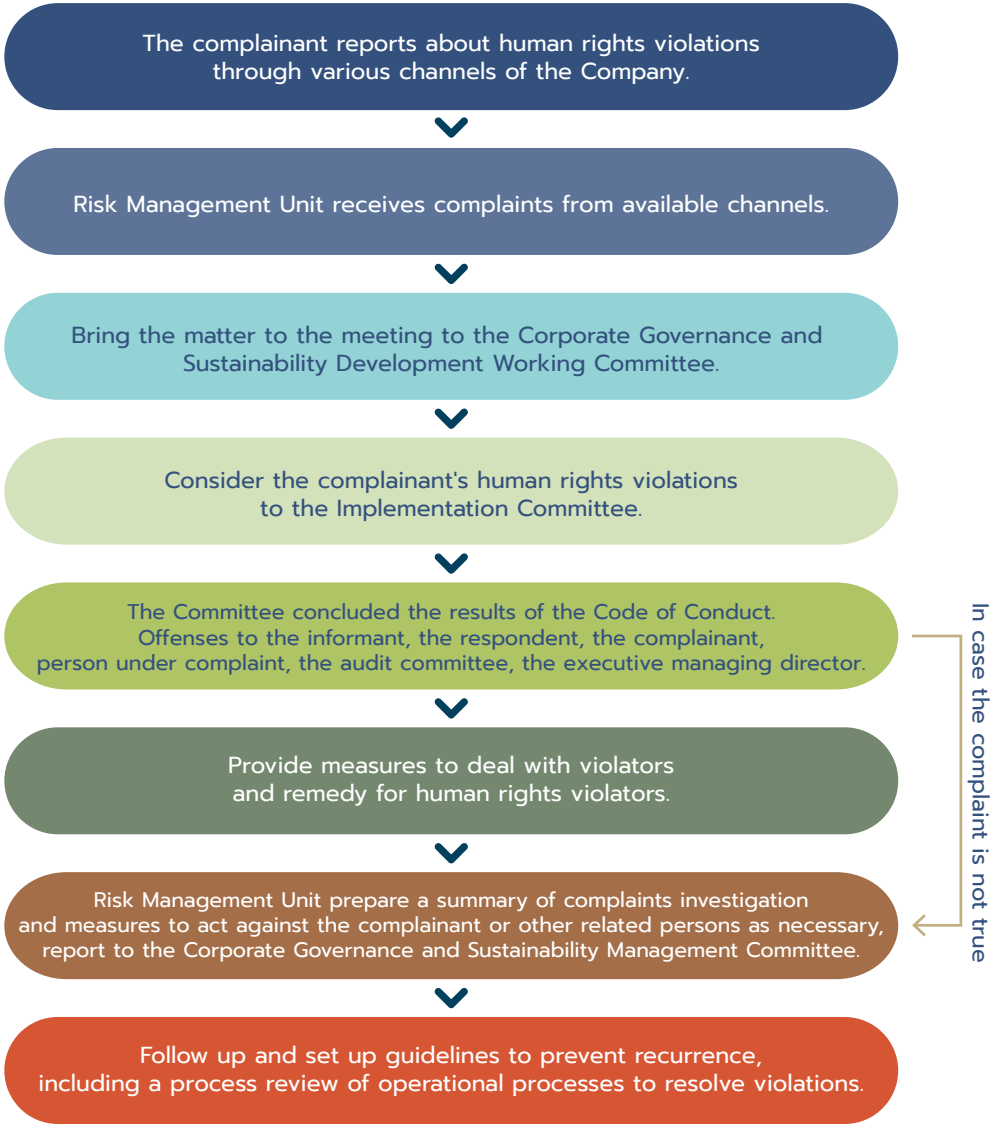 The complainant reports about human rights violations
through various channels of the Company.
Risk Management Unit receives complaints from available channels.
Bring the matter to the meeting to the Corporate Governance and
Sustainability Development Working Committee.
Consider the complainant's human rights violations
to the Implementation Committee.
The Committee concluded the results of the Code of Conduct.
Offenses to the informant, the respondent, the complainant,
person under complaint, the audit committee, the executive managing director.
In case the complaint is not true
Provide measures to deal with violators
and remedy for human rights violators.
Risk Management Unit prepare a summary of complaints investigation
and measures to act against the complainant or other related persons as necessary,
report to the Corporate Governance and Sustainability Management Committee.
Follow up and set up guidelines to prevent recurrence,
including a process review of operational processes to resolve violations.